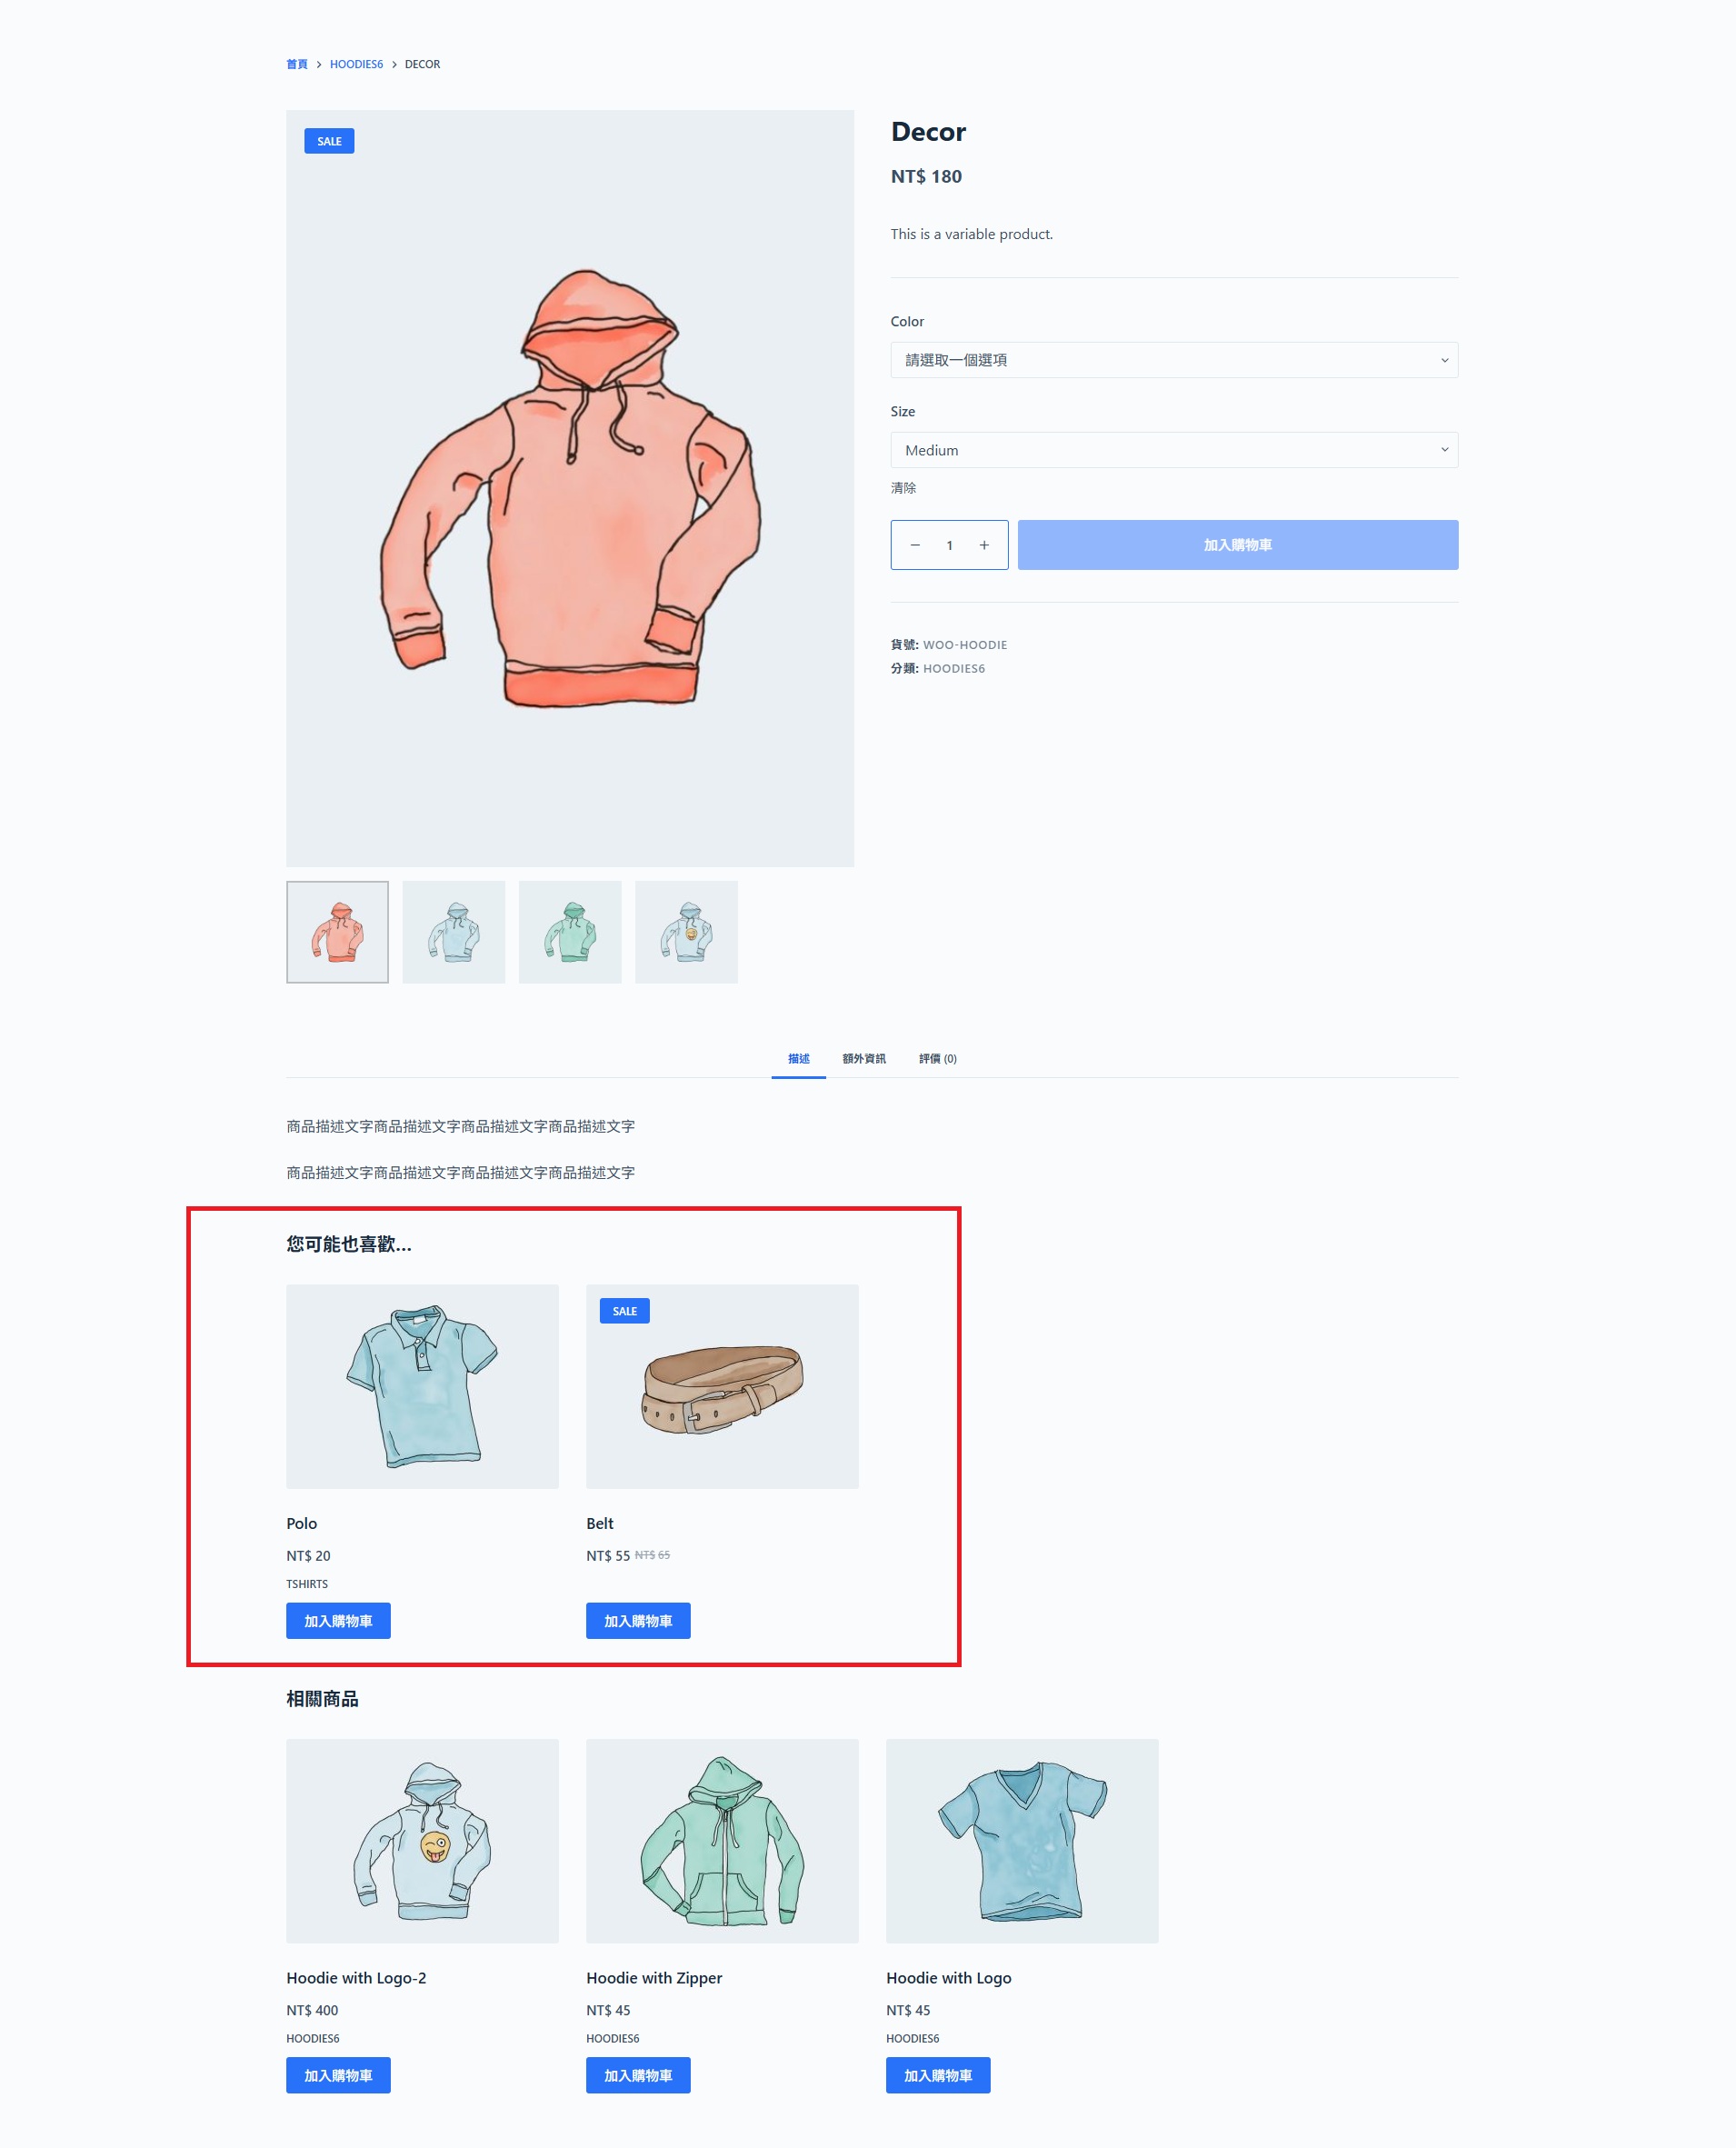 首頁 > HOODIES6 > DECOR
SALE
Decor
NT$ 180
This is a variable product.
Color
請選取一個選項
Size
Medium
清除
− 1 +
加入購物車
貨號: WOO-HOODIE
分類: HOODIES6
描述 額外資訊 評價 (0)
商品描述文字商品描述文字商品描述文字商品描述文字
商品描述文字商品描述文字商品描述文字商品描述文字
您可能也喜歡...
SALE
Polo
NT$ 20
TSHIRTS
加入購物車
Belt
NT$ 55 NT$ 65
加入購物車
相關商品
Hoodie with Logo-2
NT$ 400
HOODIES6
加入購物車
Hoodie with Zipper
NT$ 45
HOODIES6
加入購物車
Hoodie with Logo
NT$ 45
HOODIES6
加入購物車